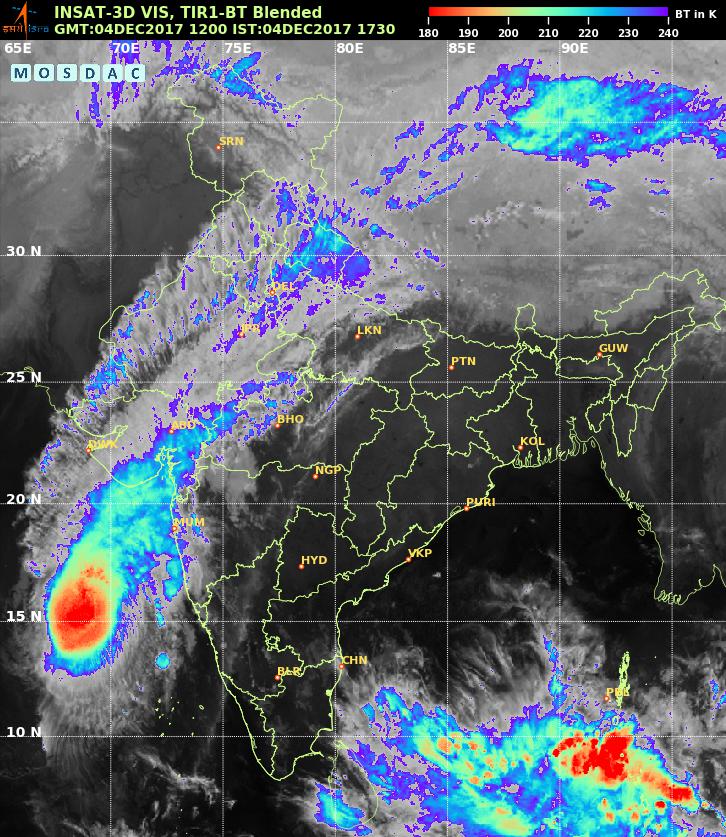 INSAT-3D VIS, TIR1-BT Blended
GMT:04DEC2017 1200 IST:04DEC2017 1730
BT in K
180 190 200 210 220 230 240
65E 70E 75E 80E 85E 90E
M O S D A C
SRN
30 N
DEL
JPR
LKN
GUW
PTN
25 N
ABD
BHO
DWK
KOL
NGP
20 N
PURI
MUM
VKP
HYD
15 N
CHN
BLR
10 N